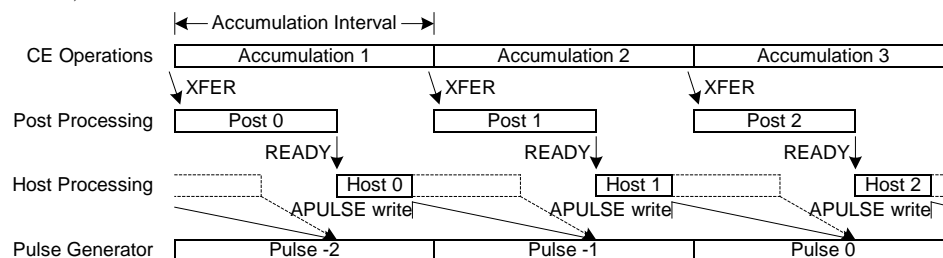 Accumulation Interval
CE Operations Accumulation 1 Accumulation 2 Accumulation 3
XFER XFER XFER
Post Processing Post 0 Post 1 Post 2
READY READY READY
Host Processing Host 0 Host 1 Host 2
APULSE write APULSE write APULSE write
Pulse Generator Pulse -2 Pulse -1 Pulse 0